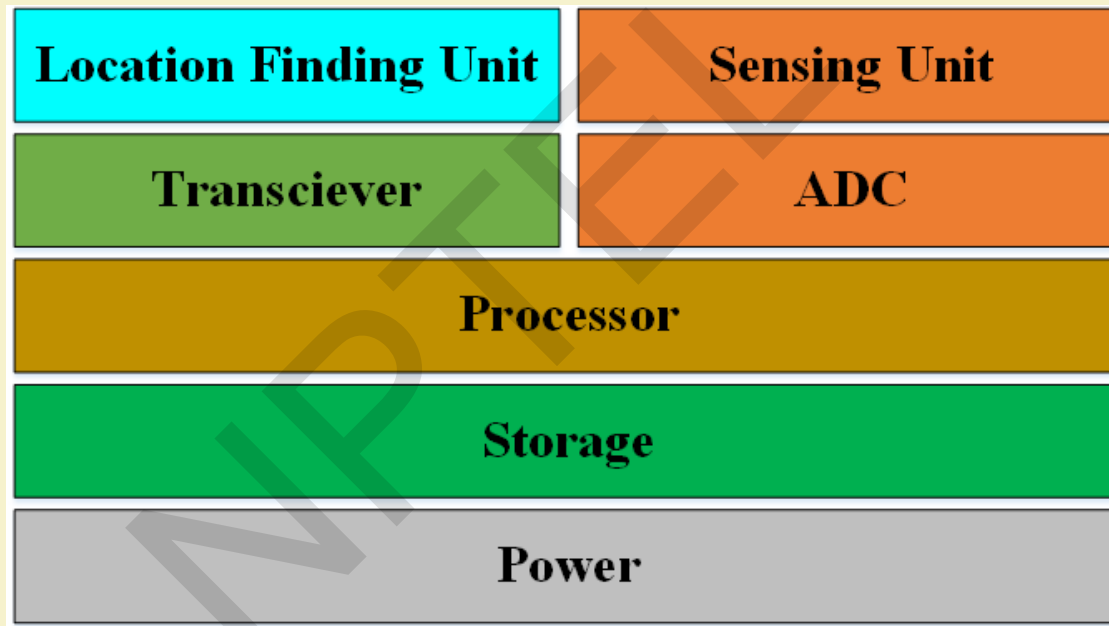 Location Finding Unit
Sensing Unit
Transciever
ADC
Processor
Storage
Power
NPTEL